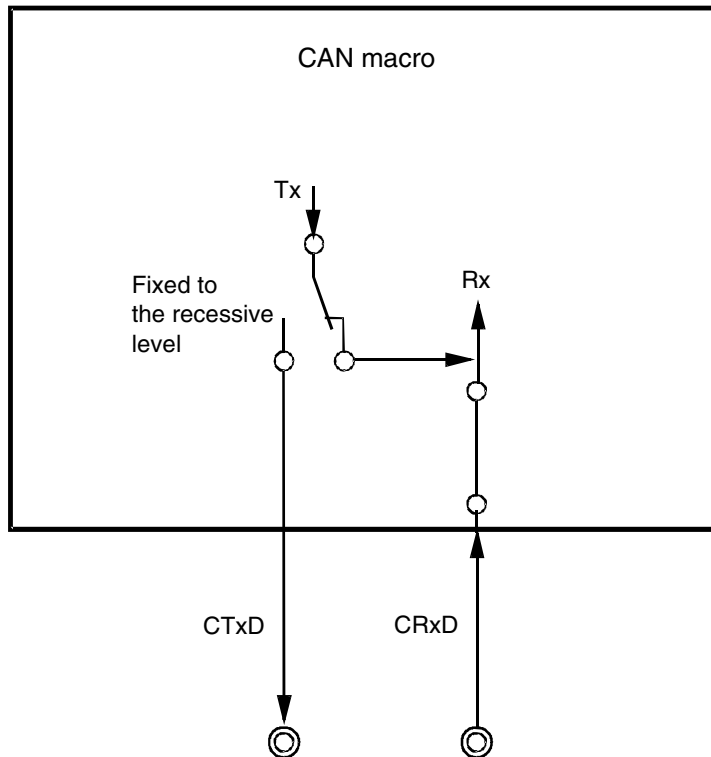 CAN macro
Tx
Rx
Fixed to
the recessive
level
CTxD
CRxD